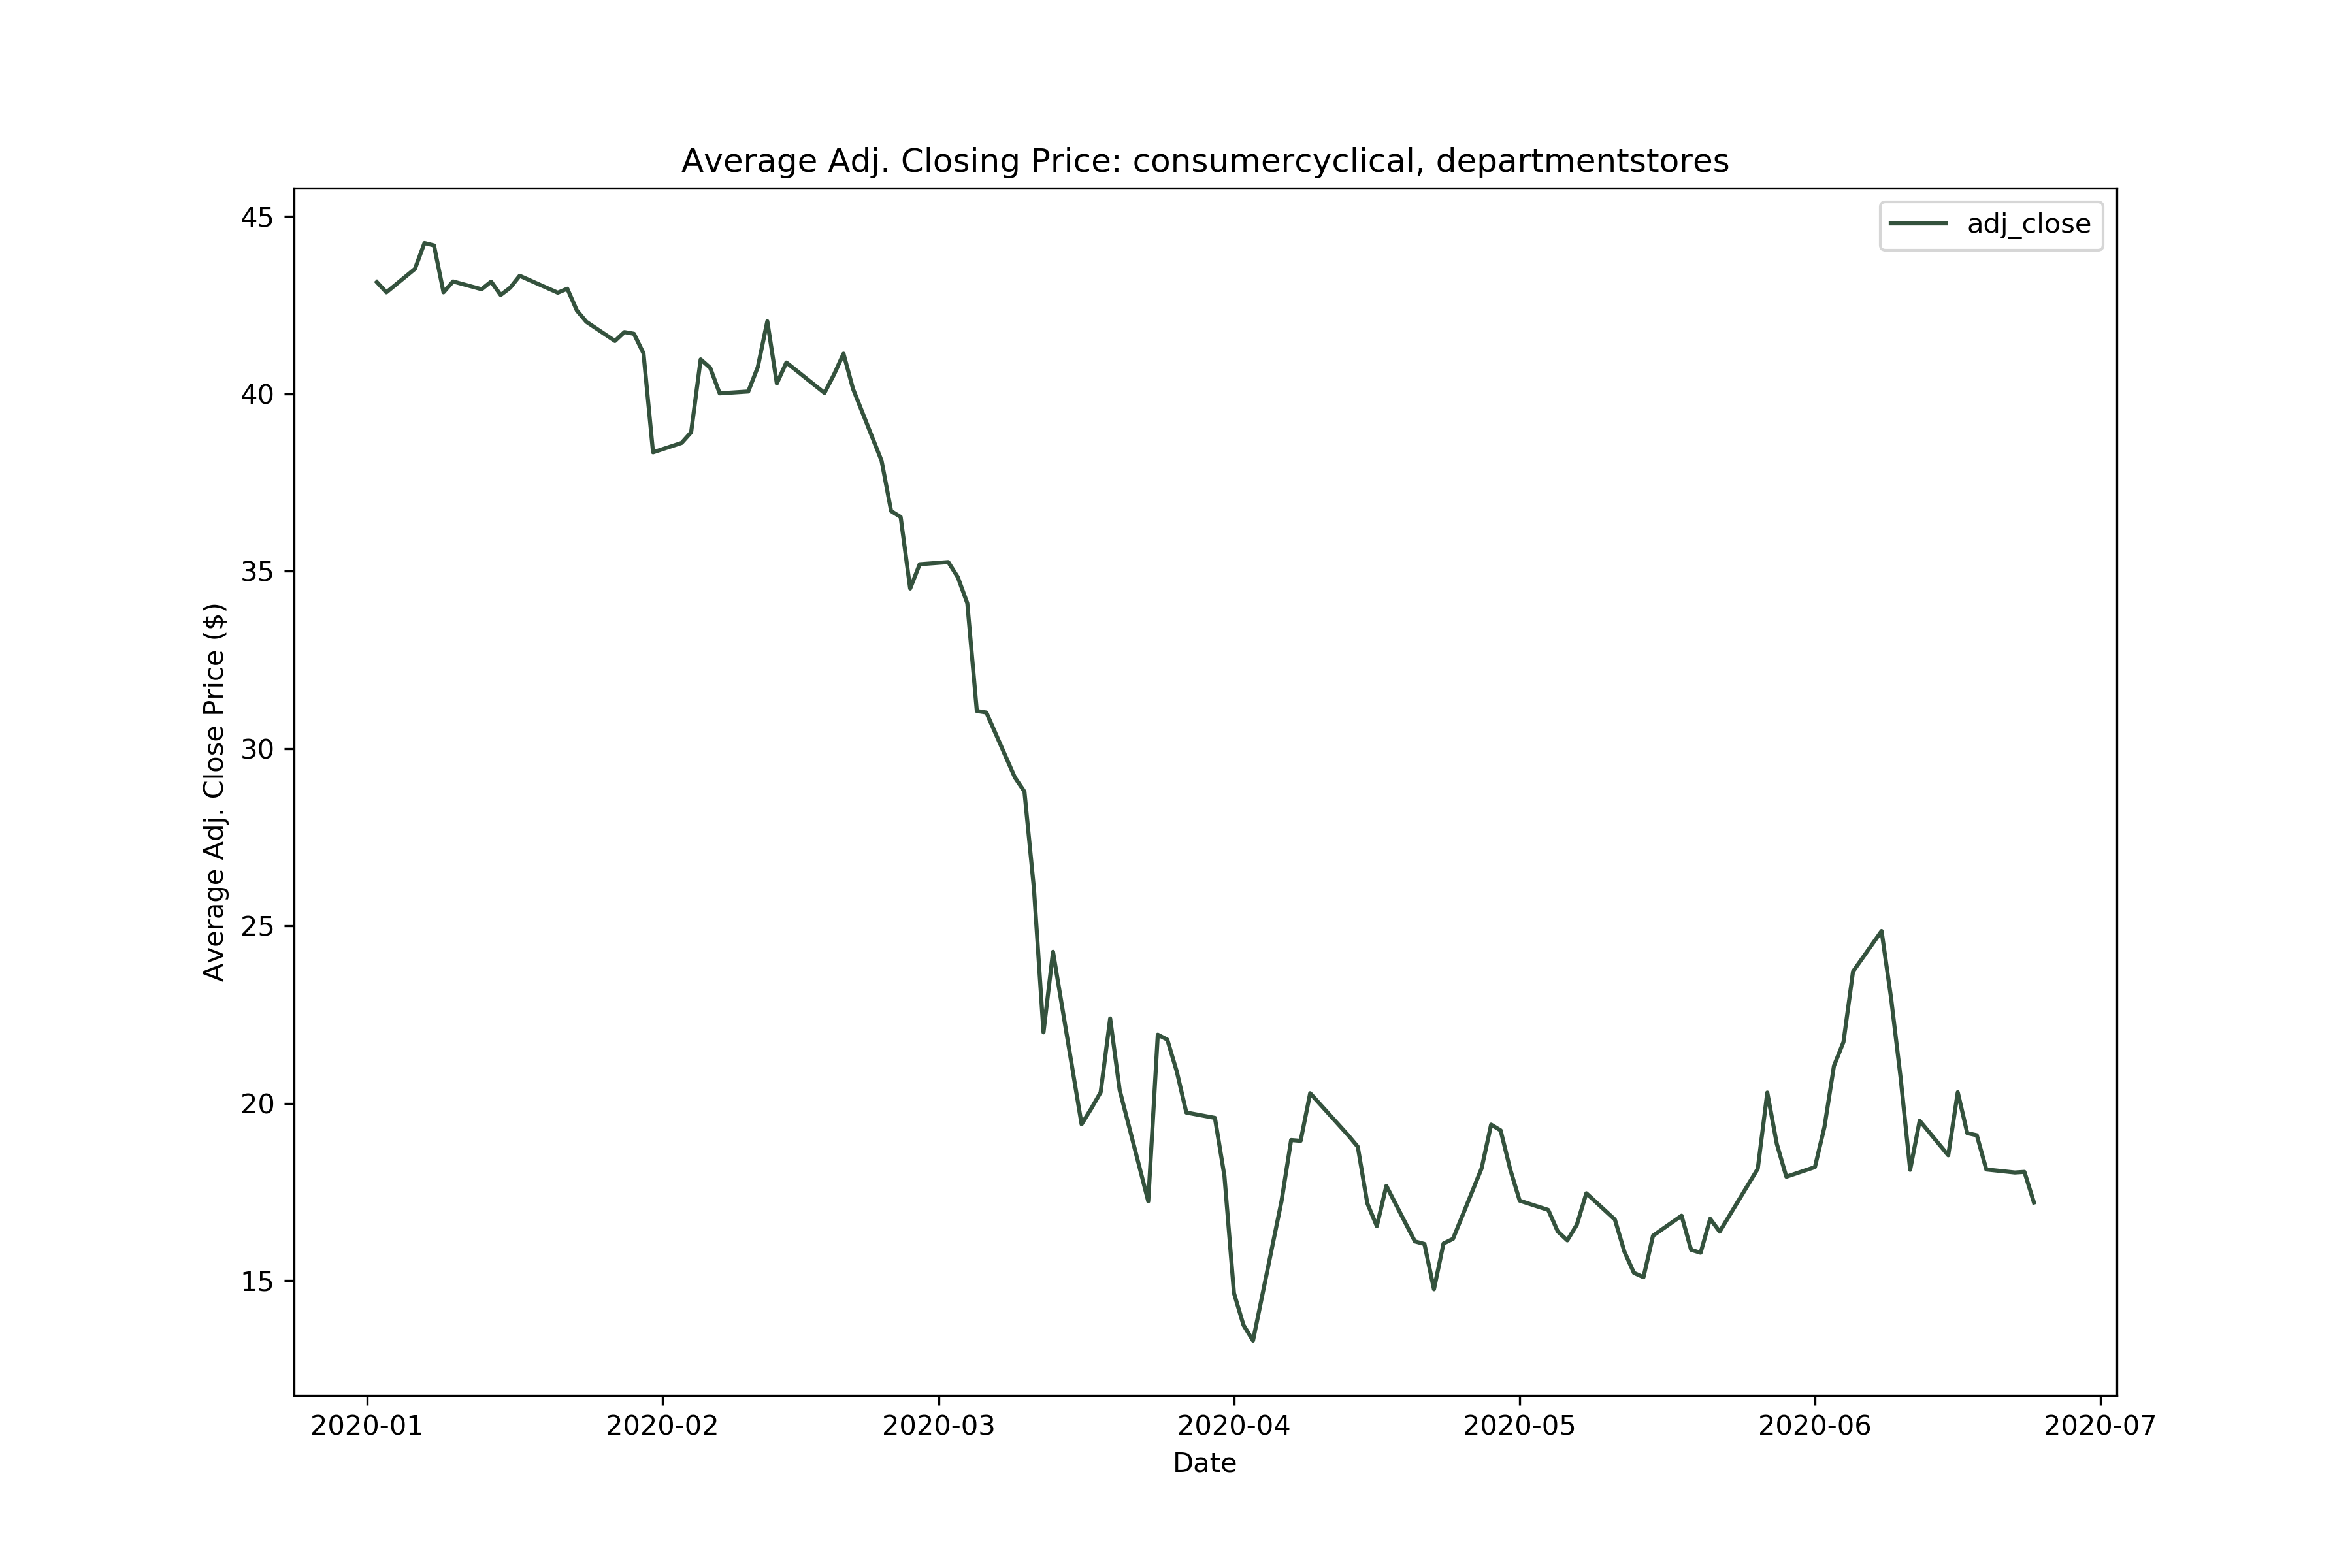 Average Adj. Closing Price: consumercyclical, departmentstores
adj_close
Average Adj. Close Price ($)
45
40
35
30
25
20
15
2020-01 2020-02 2020-03 2020-04 2020-05 2020-06 2020-07
Date